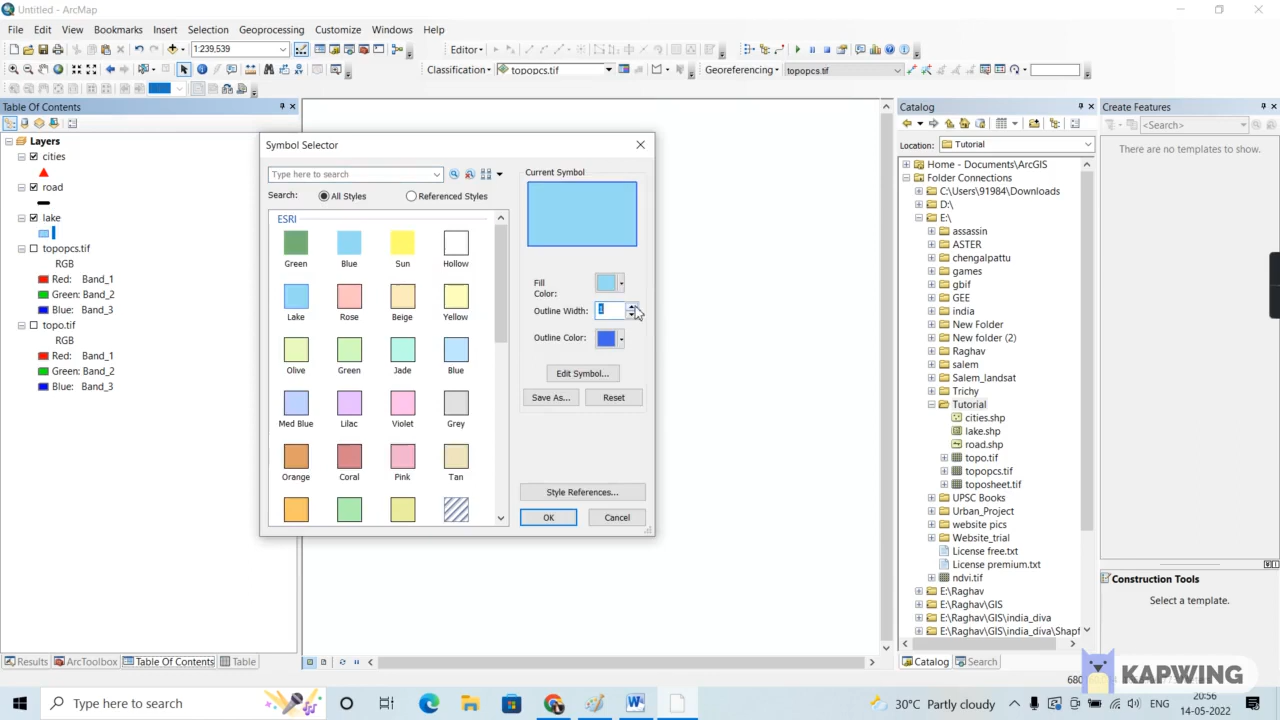 Untitled - ArcMap
File Edit View Bookmarks Insert Selection Geoprocessing Customize Windows Help
1:239,539 Editor
Classification topopcs.tif Georeferencing topopcs.tif
Table Of Contents
Layers
cities
road
lake
topopcs.tif
RGB
Red: Band_1
Green: Band_2
Blue: Band_3
topo.tif
RGB
Red: Band_1
Green: Band_2
Blue: Band_3
Results ArcToolbox Table Of Contents Table
Symbol Selector
Type here to search
Search: All Styles Referenced Styles
ESRI
Green Blue Sun Hollow
Lake Rose Beige Yellow
Olive Green Jade Blue
Med Blue Lilac Violet Grey
Orange Coral Pink Tan
Current Symbol
Fill
Color:
Outline Width: 1
Outline Color:
Edit Symbol...
Save As... Reset
Style References...
OK Cancel
Catalog
Location: Tutorial
Home - Documents\ArcGIS
Folder Connections
C:\Users\91984\Downloads
D:\
E:\
assassin
ASTER
chengalpattu
games
gbif
GEE
india
New Folder
New folder (2)
Raghav
salem
Salem_landsat
Trichy
Tutorial
cities.shp
lake.shp
road.shp
topo.tif
topopcs.tif
toposheet.tif
UPSC Books
Urban_Project
website pics
Website_trial
License free.txt
License premium.txt
ndvi.tif
E:\Raghav
E:\Raghav\GIS
E:\Raghav\GIS\india_diva
E:\Raghav\GIS\india_diva\Shapf
Catalog Search
Create Features
<Search>
There are no templates to show.
Construction Tools
Select a template.
KAPWING
Type here to search
30°C Partly cloudy
ENG
20:56
14-05-2022